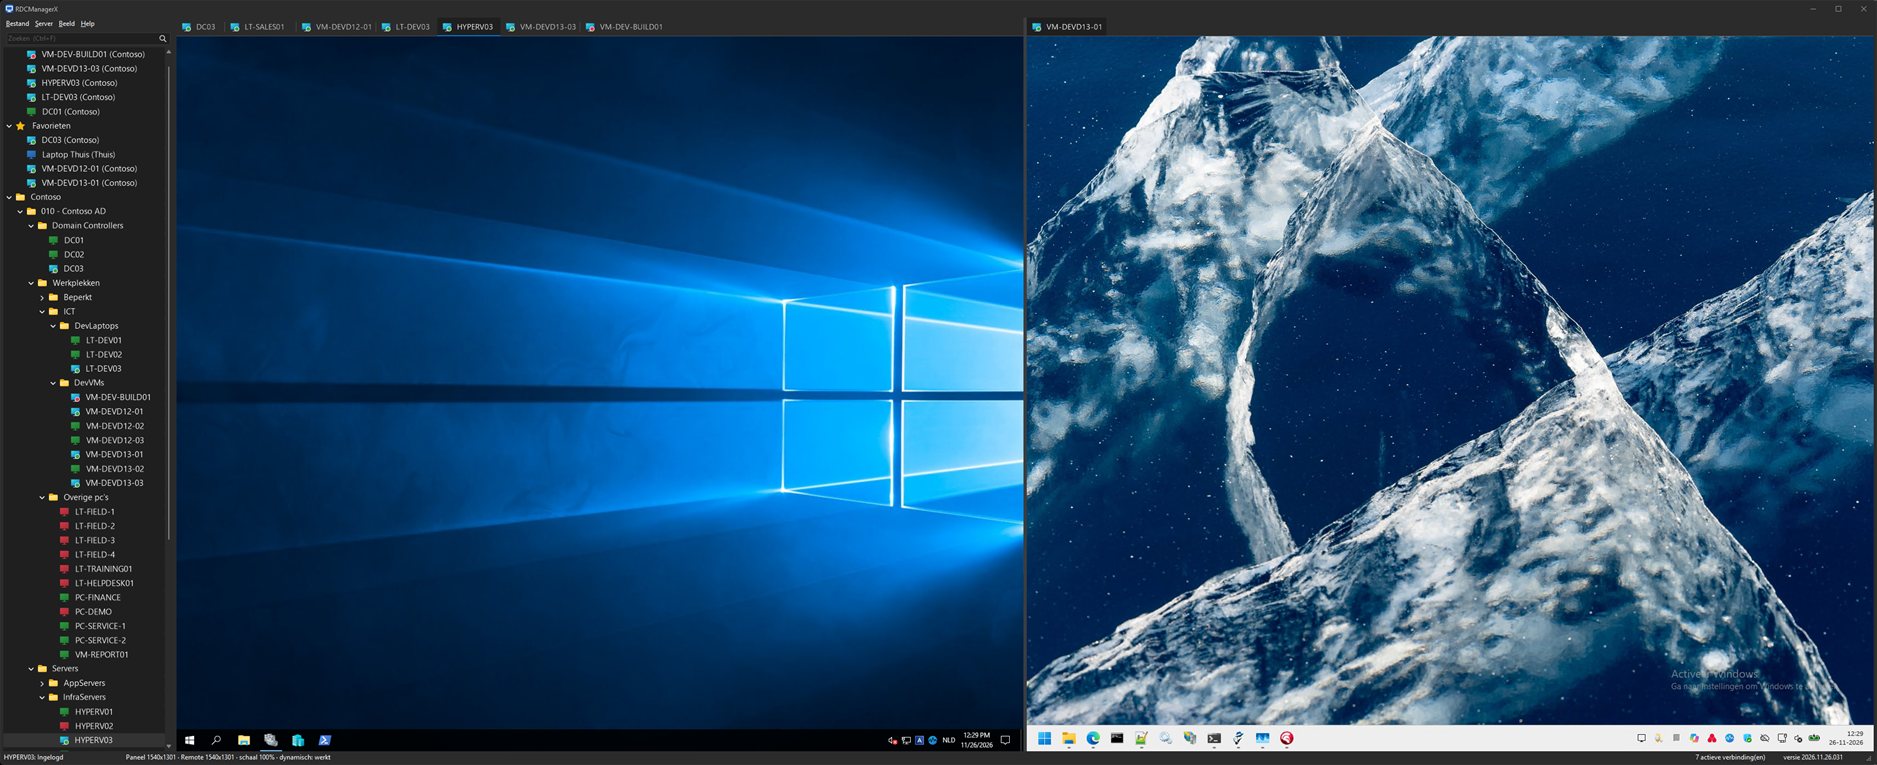 RDCManagerX
Bestand Server Beeld Help
Zoeken (Ctrl+F)
VM-DEV-BUILD01 (Contoso)
VM-DEVD13-03 (Contoso)
HYPERV03 (Contoso)
LT-DEV03 (Contoso)
DC01 (Contoso)
Favorieten
DC03 (Contoso)
Laptop Thuis (Thuis)
VM-DEVD12-01 (Contoso)
VM-DEVD13-01 (Contoso)
Contoso
010 - Contoso AD
Domain Controllers
DC01
DC02
DC03
Werkplekken
Beperkt
ICT
DevLaptops
LT-DEV01
LT-DEV02
LT-DEV03
DevVMs
VM-DEV-BUILD01
VM-DEVD12-01
VM-DEVD12-02
VM-DEVD12-03
VM-DEVD13-01
VM-DEVD13-02
VM-DEVD13-03
Overige pc's
LT-FIELD-1
LT-FIELD-2
LT-FIELD-3
LT-FIELD-4
LT-TRAINING01
LT-HELPDESK01
PC-FINANCE
PC-DEMO
PC-SERVICE-1
PC-SERVICE-2
VM-REPORT01
Servers
AppServers
InfraServers
HYPERV01
HYPERV02
HYPERV03
DC03 LT-SALES01 VM-DEVD12-01 LT-DEV03 HYPERV03 VM-DEVD13-03 VM-DEV-BUILD01
NLD
12:29 PM
11/26/2026
VM-DEVD13-01
Activeer Windows
Ga naar Instellingen om Windows te
12:29
26-11-2026
HYPERV03: Ingelogd
Paneel 1540x1301 - Remote 1540x1301 - schaal 100% - dynamisch: werkt
7 actieve verbinding(en)
versie 2026.11.26.031